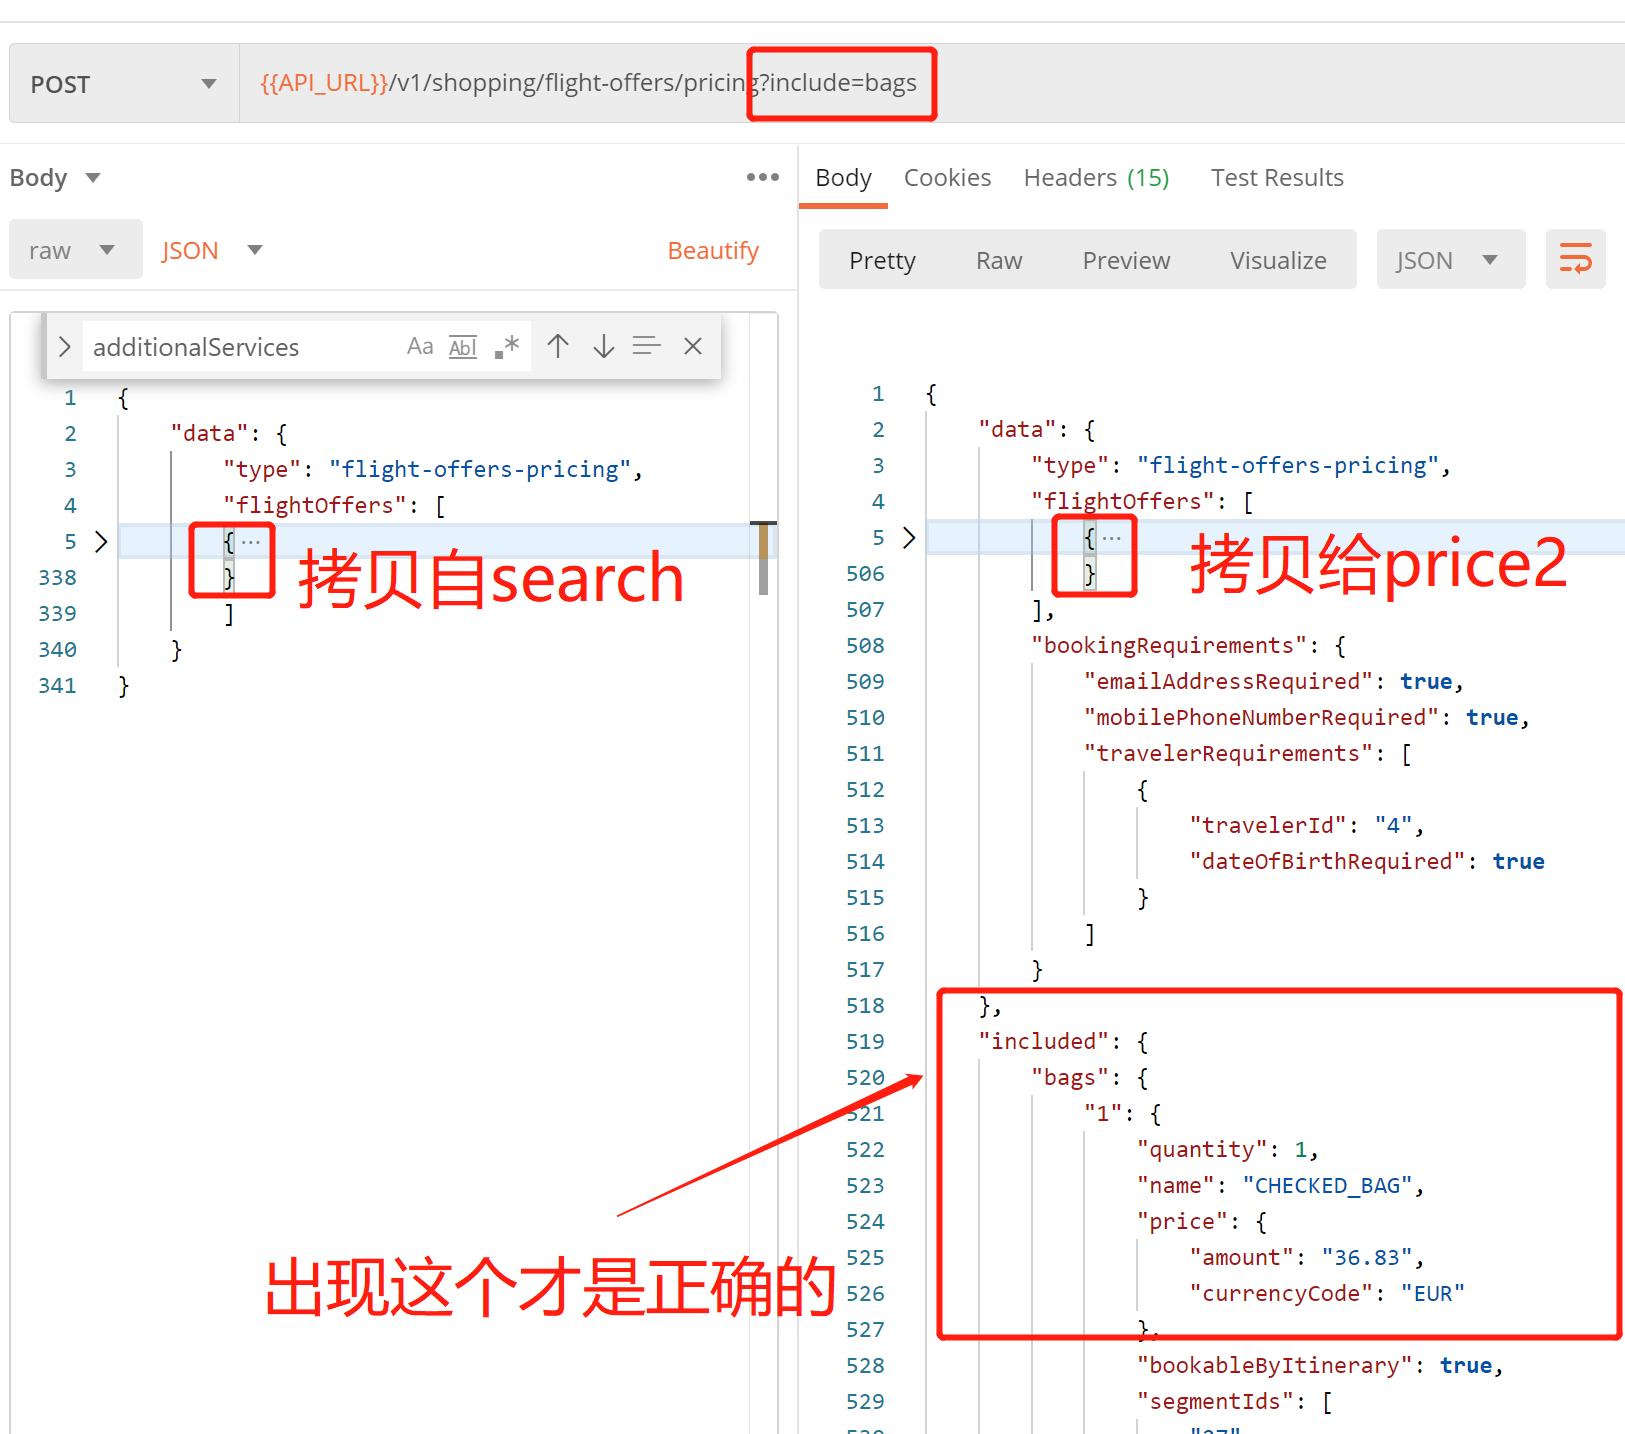 POST {{API_URL}}/v1/shopping/flight-offers/pricing?include=bags
Body
raw JSON Beautify
additionalServices Aa Abl .*
1 {
2 "data": {
3 "type": "flight-offers-pricing",
4 "flightOffers": [
5 { ...
338 }
339 ]
340 }
341 }
拷贝自search
Body Cookies Headers (15) Test Results
Pretty Raw Preview Visualize JSON
1 {
2 "data": {
3 "type": "flight-offers-pricing",
4 "flightOffers": [
5 { ...
506 }
507 ],
508 "bookingRequirements": {
509 "emailAddressRequired": true,
510 "mobilePhoneNumberRequired": true,
511 "travelerRequirements": [
512 {
513 "travelerId": "4",
514 "dateOfBirthRequired": true
515 }
516 ]
517 }
518 },
519 "included": {
520 "bags": {
521 "1": {
522 "quantity": 1,
523 "name": "CHECKED_BAG",
524 "price": {
525 "amount": "36.83",
526 "currencyCode": "EUR"
527 },
528 "bookableByItinerary": true,
529 "segmentIds": [
拷贝给price2
出现这个才是正确的